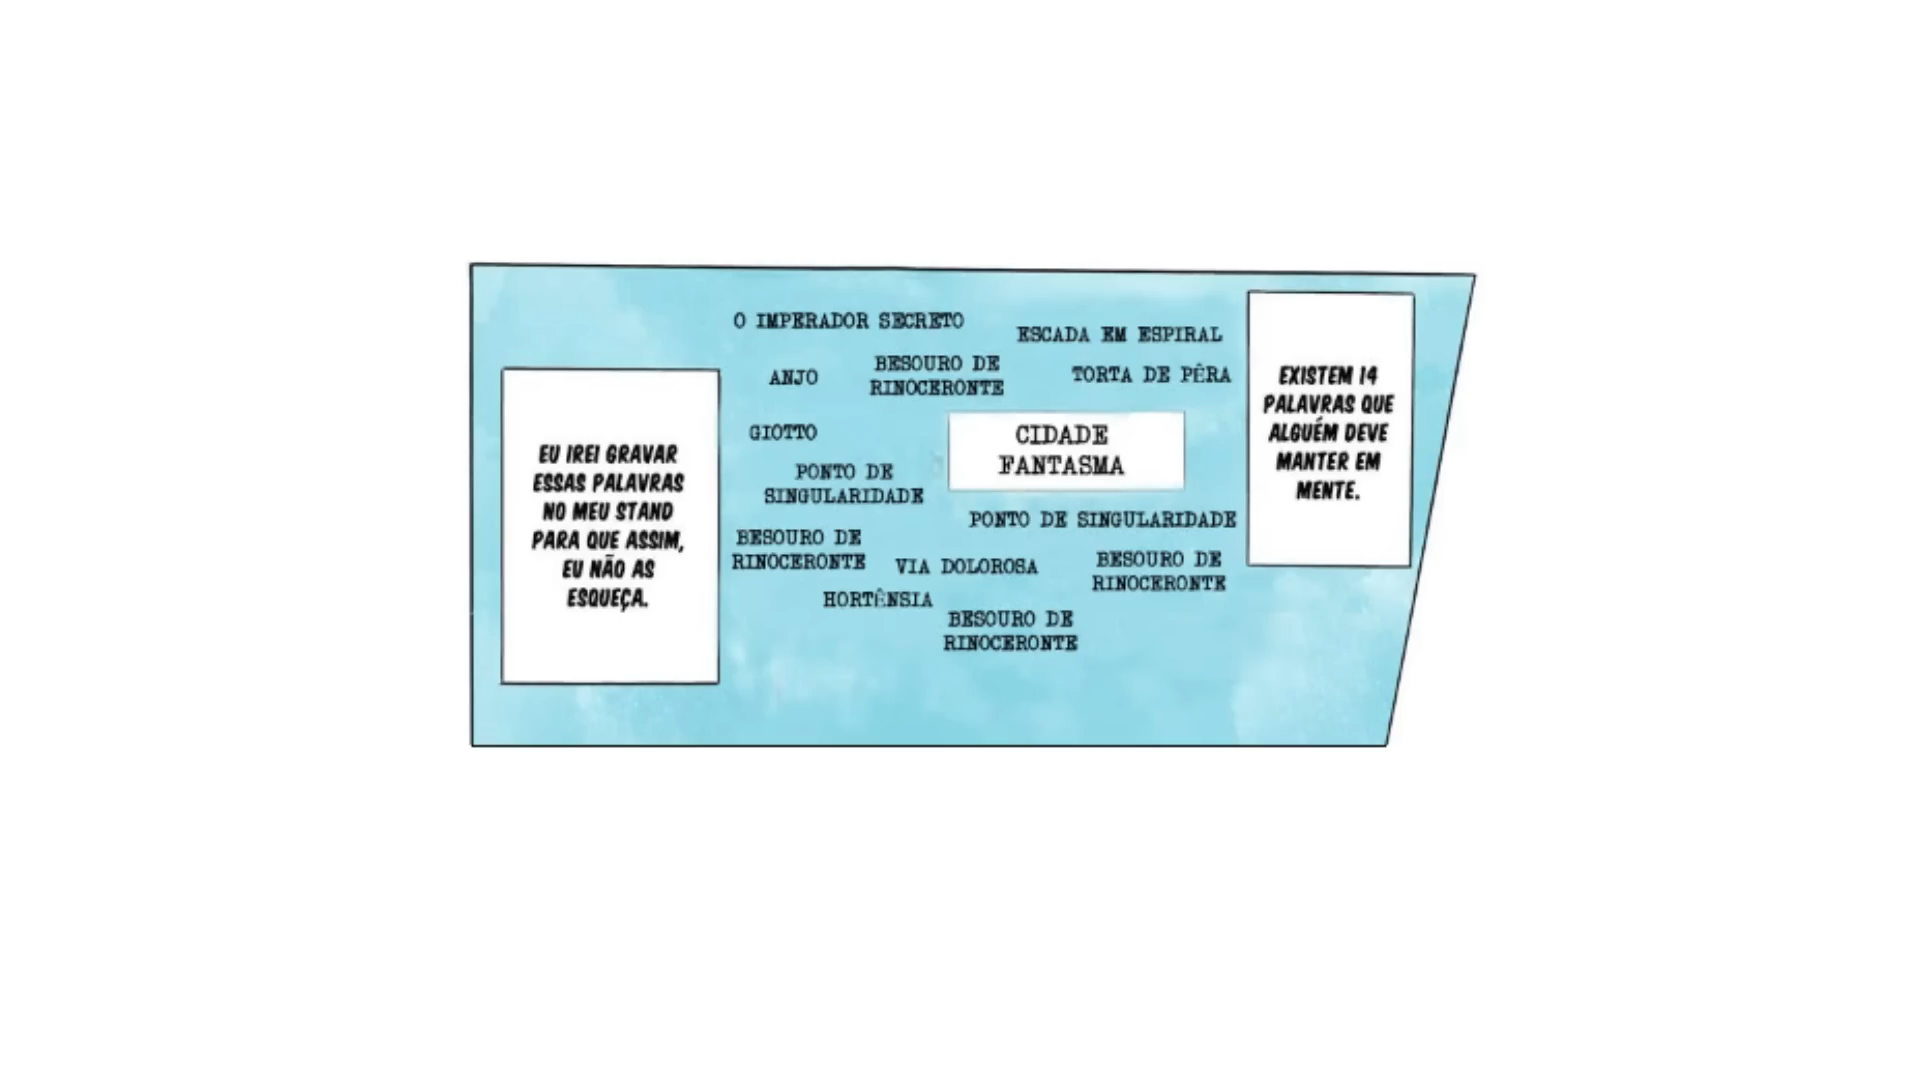 EXISTEM 14
PALAVRAS QUE
ALGUÉM DEVE
MANTER EM
MENTE.
ESCADA EM ESPIRAL
O IMPERADOR SECRETO
BESOURO DE
RINOCERONTE
TORTA DE PÊRA
ANJO
CIDADE
FANTASMA
GIOTTO
PONTO DE
SINGULARIDADE
PONTO DE SINGULARIDADE
BESOURO DE
RINOCERONTE
VIA DOLOROSA
BESOURO DE
RINOCERONTE
HORTÊNSIA
BESOURO DE
RINOCERONTE
EU IREI GRAVAR
ESSAS PALAVRAS
NO MEU STAND
PARA QUE ASSIM,
EU NÃO AS
ESQUEÇA.